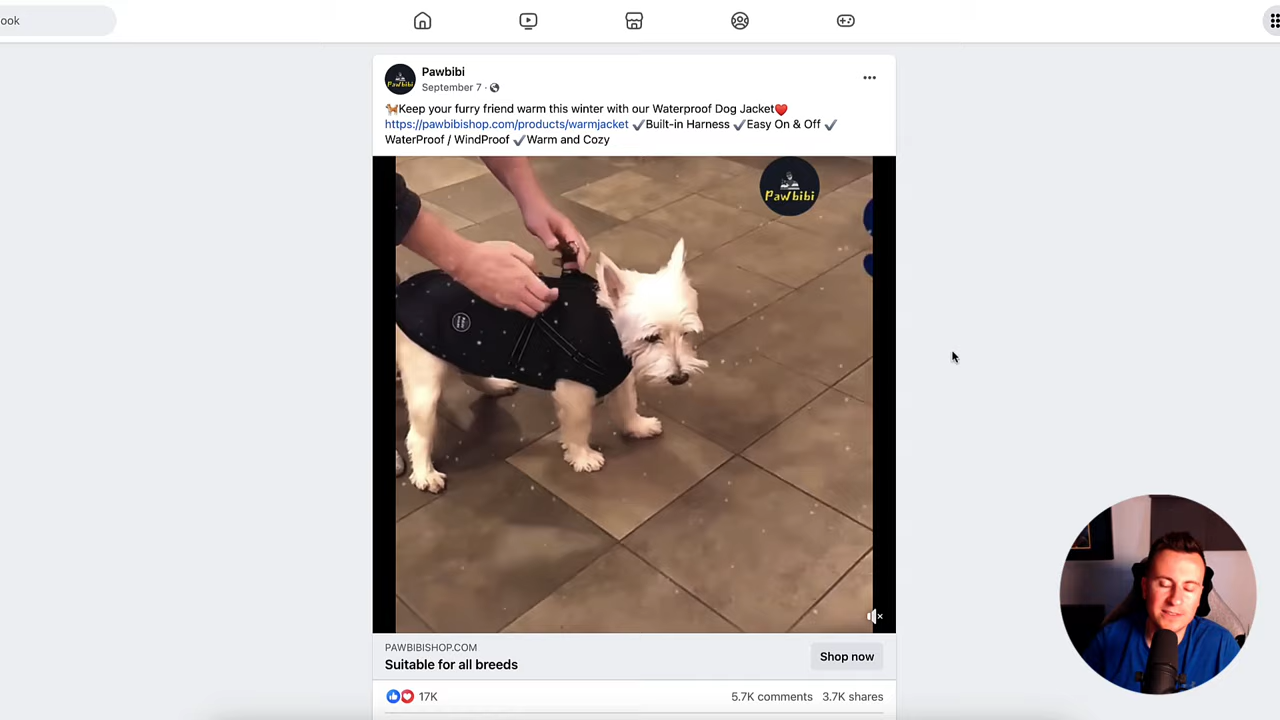 ook
Pawbibi
September 7 ·
🐕Keep your furry friend warm this winter with our Waterproof Dog Jacket❤️
https://pawbibishop.com/products/warmjacket ✔Built-in Harness ✔Easy On & Off ✔
WaterProof / WindProof ✔Warm and Cozy
Pawbibi
PAWBIBISHOP.COM
Suitable for all breeds
Shop now
17K
5.7K comments 3.7K shares